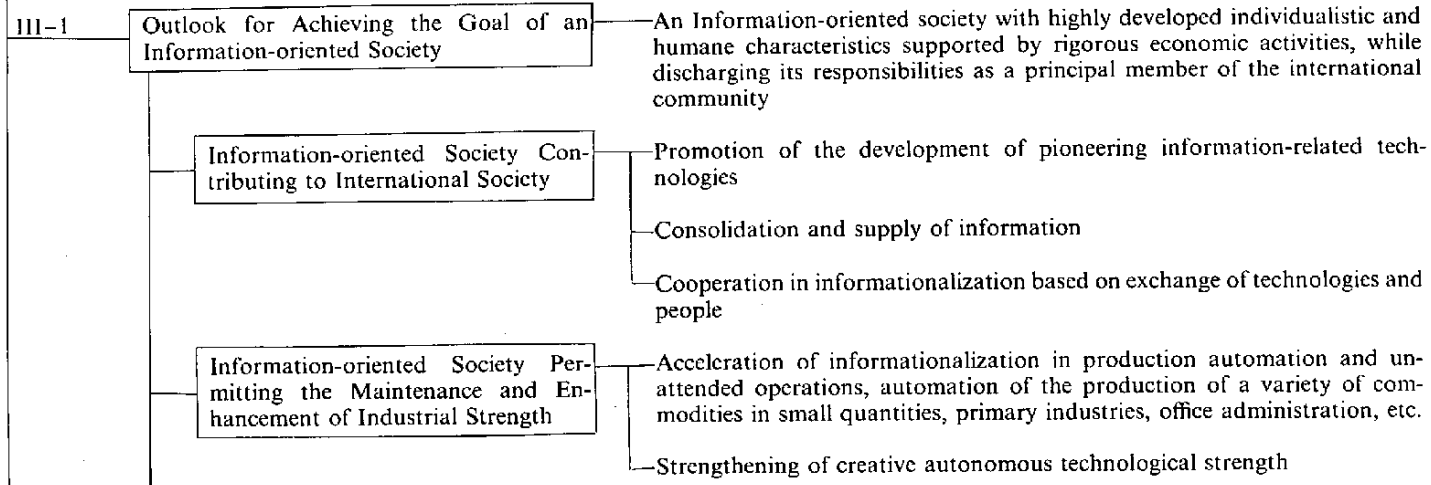 III-1
Outlook for Achieving the Goal of an
Information-oriented Society
An Information-oriented society with highly developed individualistic and
humane characteristics supported by rigorous economic activities, while
discharging its responsibilities as a principal member of the international
community
Information-oriented Society Con-
tributing to International Society
Promotion of the development of pioneering information-related tech-
nologies
Consolidation and supply of information
Cooperation in informationalization based on exchange of technologies and
people
Information-oriented Society Per-
mitting the Maintenance and En-
hancement of Industrial Strength
Acceleration of informationalization in production automation and un-
attended operations, automation of the production of a variety of com-
modities in small quantities, primary industries, office administration, etc.
Strengthening of creative autonomous technological strength